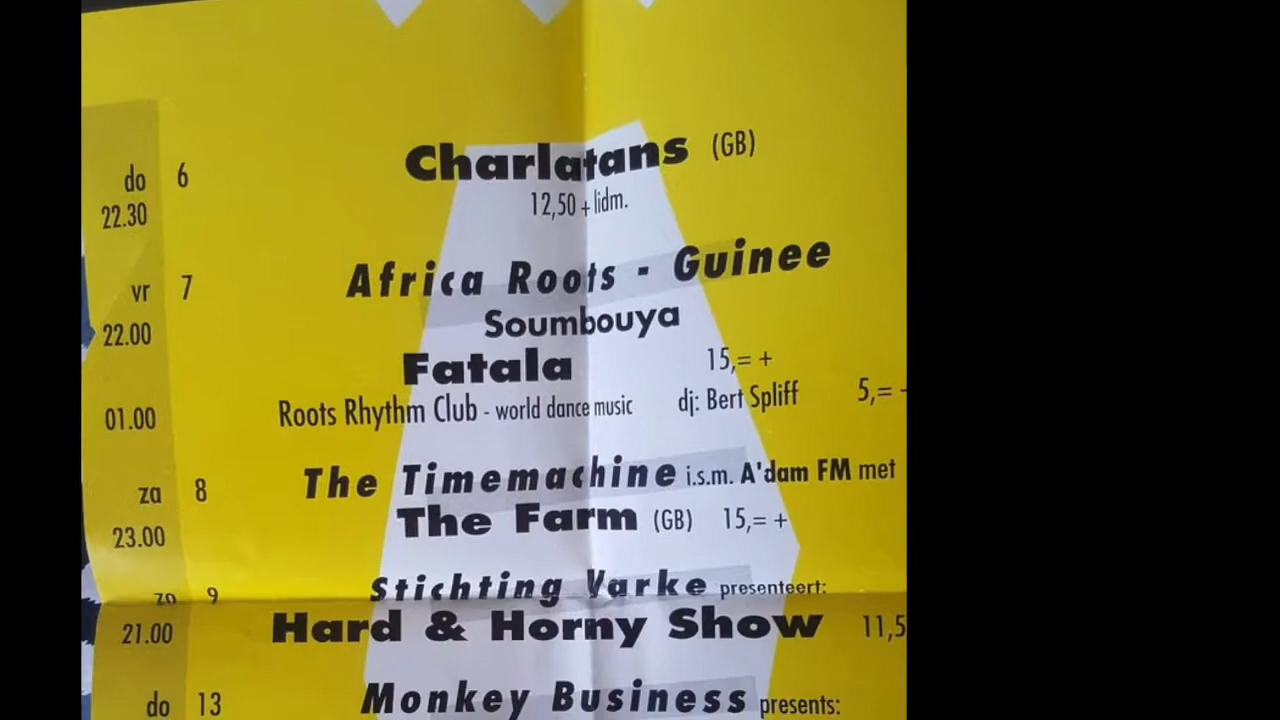 do 6 Charlatans (GB)
22.30 12,50 + lidm.
vr 7 Africa Roots - Guinee
22.00 Soumbouya
Fatala 15,= +
01.00 Roots Rhythm Club - world dance music dj: Bert Spliff 5,=
za 8 The Timemachine i.s.m. A'dam FM met
23.00 The Farm (GB) 15,= +
zo 9 Stichting Varke presenteert:
21.00 Hard & Horny Show 11,5
do 13 Monkey Business presents: